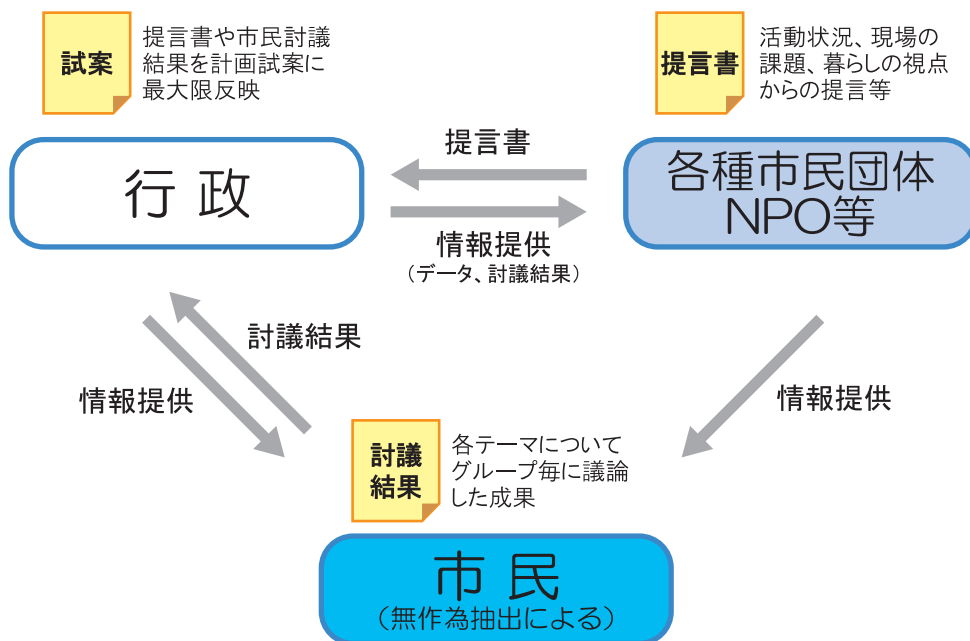 試案
提言書や市民討議
結果を計画試案に
最大限反映
提言書
活動状況、現場の
課題、暮らしの視点
からの提言等
行政
提言書
情報提供
（データ、討議結果）
各種市民団体
NPO等
討議結果
情報提供
情報提供
討議
結果
各テーマについて
グループ毎に議論
した成果
市民
（無作為抽出による）